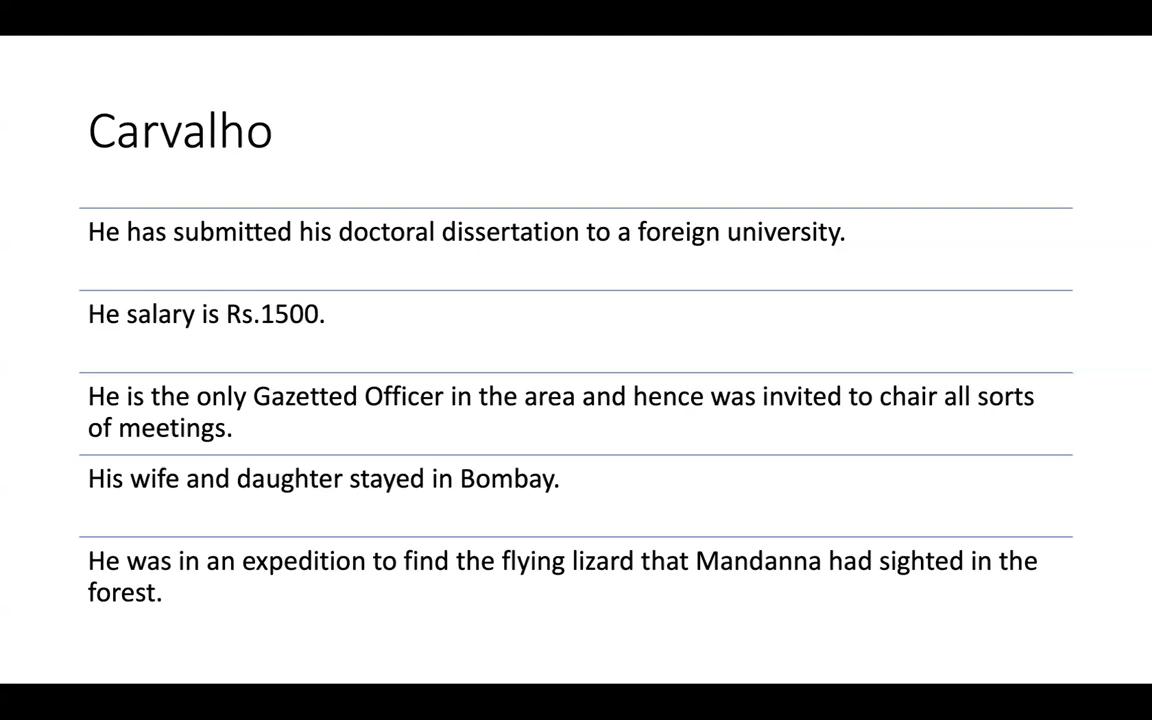 Carvalho
He has submitted his doctoral dissertation to a foreign university.
He salary is Rs.1500.
He is the only Gazetted Officer in the area and hence was invited to chair all sorts
of meetings.
His wife and daughter stayed in Bombay.
He was in an expedition to find the flying lizard that Mandanna had sighted in the
forest.